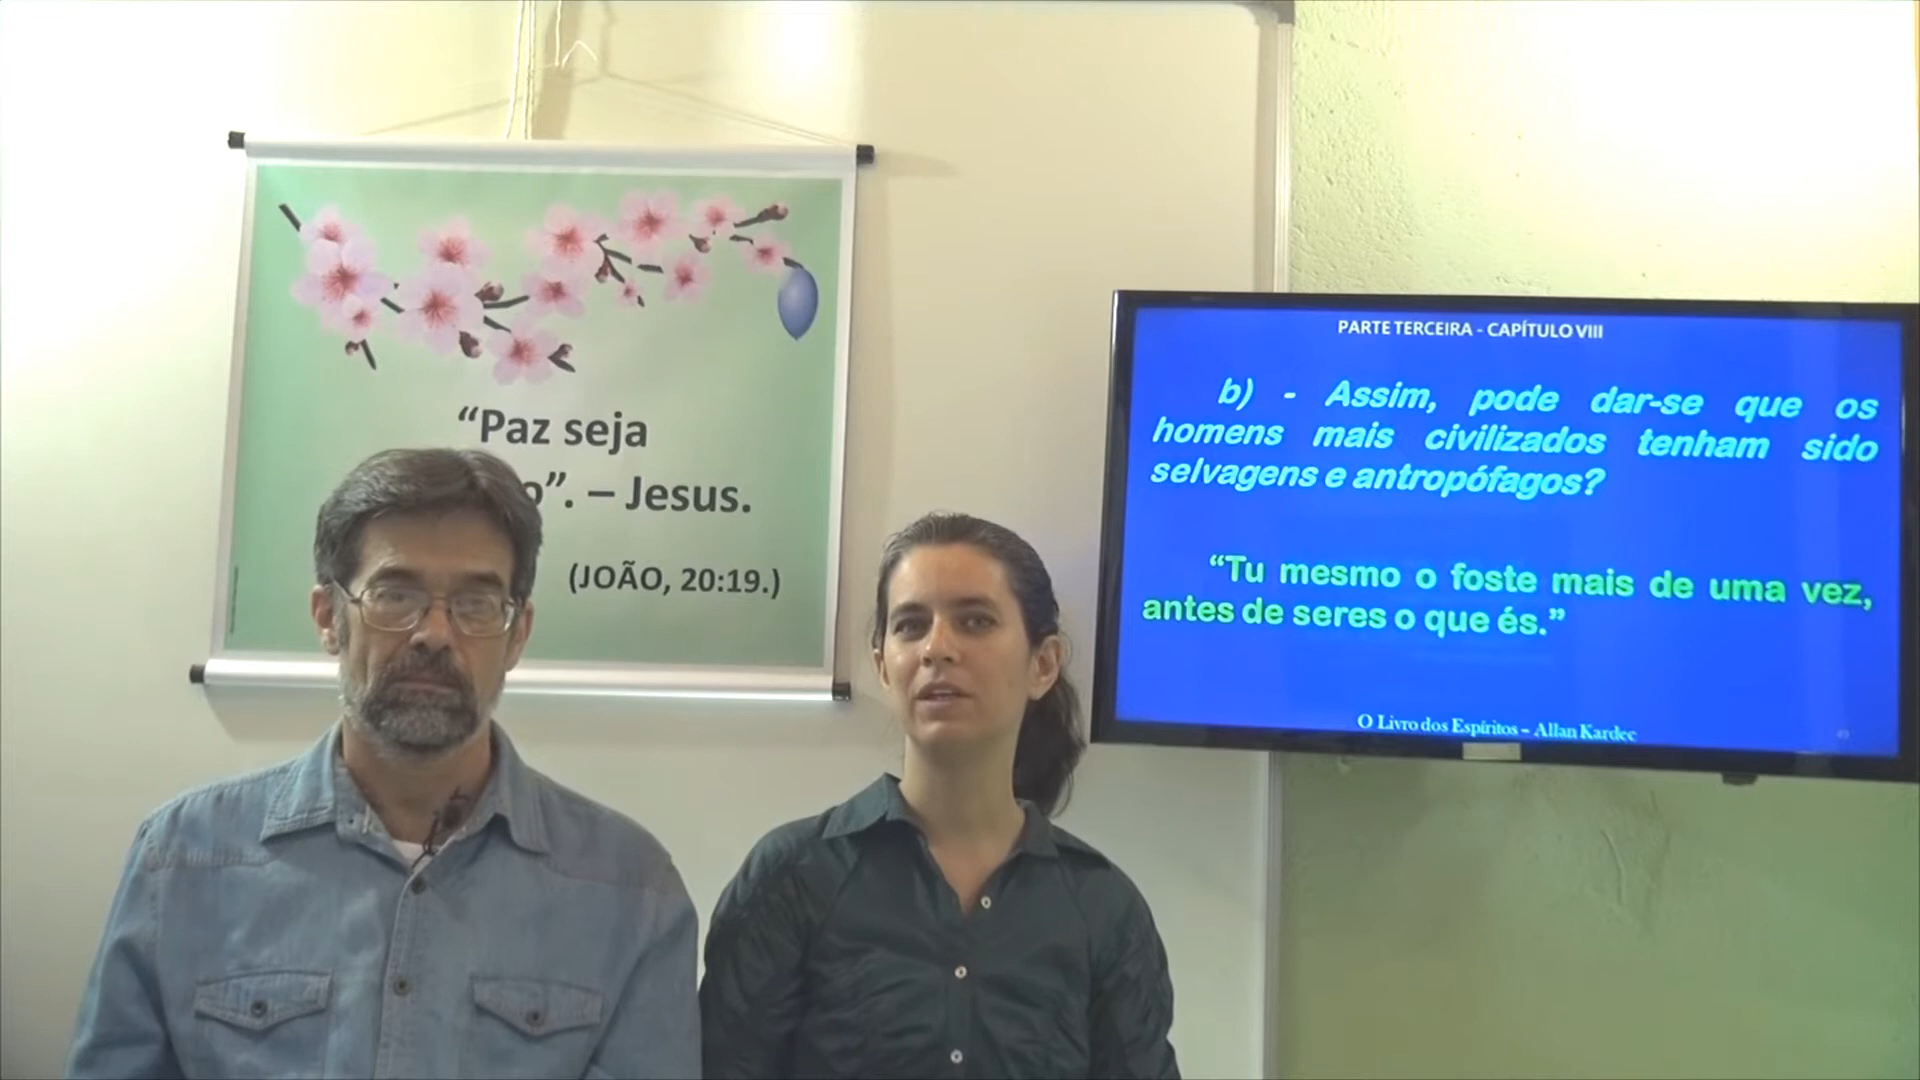 “Paz seja
o”. – Jesus.
(JOÃO, 20:19.)
PARTE TERCEIRA - CAPÍTULO VIII
b) - Assim, pode dar-se que os
homens mais civilizados tenham sido
selvagens e antropófagos?
“Tu mesmo o foste mais de uma vez,
antes de seres o que és.”
O Livro dos Espíritos – Allan Kardec